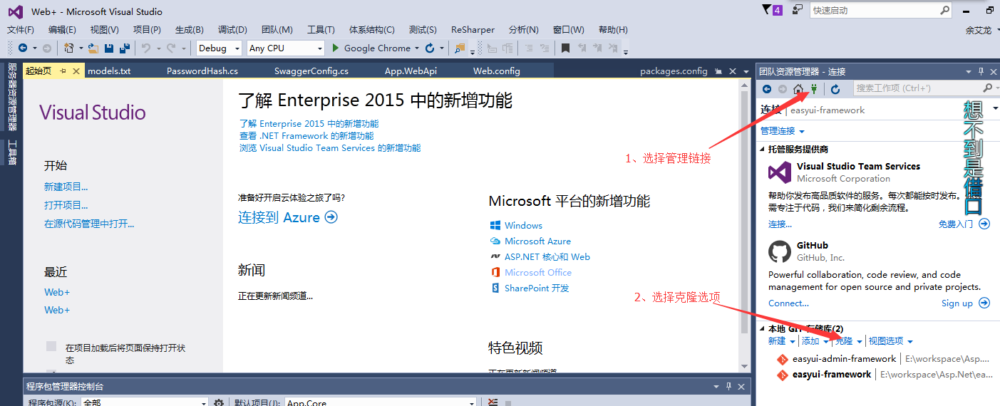 Web+ - Microsoft Visual Studio
4
快速启动
文件(F) 编辑(E) 视图(V) 项目(P) 生成(B) 调试(D) 团队(M) 工具(T) 体系结构(C) 测试(S) ReSharper 分析(N) 窗口(W) 帮助(H)
余艾龙
Debug Any CPU Google Chrome
服务器资源管理器
工具箱
起始页 models.txt PasswordHash.cs SwaggerConfig.cs App.WebApi Web.config packages.config
Visual Studio
开始
新建项目...
打开项目...
在源代码管理中打开...
最近
Web+
Web+
在项目加载后将页面保持打开状
态
了解 Enterprise 2015 中的新增功能
了解 Enterprise 2015 中的新增功能
查看 .NET Framework 的新增功能
浏览 Visual Studio Team Services 的新增功能
准备好开启云体验之旅了吗?
连接到 Azure
新闻
正在更新新闻频道...
Microsoft 平台的新增功能
Windows
Microsoft Azure
ASP.NET 核心和 Web
Microsoft Office
SharePoint 开发
特色视频
正在更新新闻频道
1、选择管理链接
2、选择克隆选项
团队资源管理器 - 连接
搜索工作项 (Ctrl+')
连接 | easyui-framework
管理连接
托管服务提供商
Visual Studio Team Services
Microsoft Corporation
帮助你发布高品质软件的服务。每次都能按时发布。
需专注于代码，我们来简化剩余流程。
连接... 免费入门
GitHub
GitHub, Inc.
Powerful collaboration, code review, and code
management for open source and private projects.
Connect... Sign up
本地 GIT 存储库(2)
新建 添加 克隆 视图选项
easyui-admin-framework | E:\workspace\Asp....
easyui-framework | E:\workspace\Asp.Net\ea...
想不到是借口
程序包管理器控制台
程序包源(K): 全部 默认项目(J): App.Core